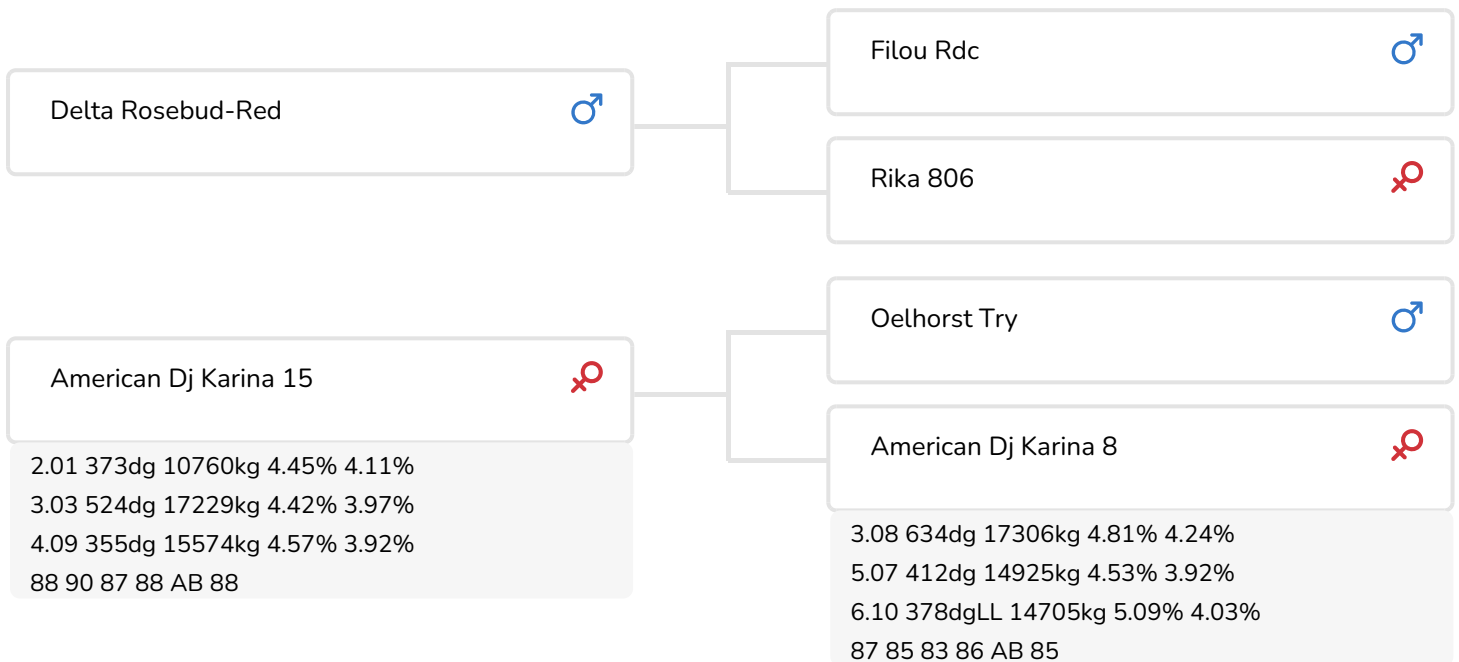 Delta Rosebud-Red
Filou Rdc
Rika 806
American Dj Karina 15
2.01 373dg 10760kg 4.45% 4.11%
3.03 524dg 17229kg 4.42% 3.97%
4.09 355dg 15574kg 4.57% 3.92%
88 90 87 88 AB 88
Oelhorst Try
American Dj Karina 8
3.08 634dg 17306kg 4.81% 4.24%
5.07 412dg 14925kg 4.53% 3.92%
6.10 378dgLL 14705kg 5.09% 4.03%
87 85 83 86 AB 85